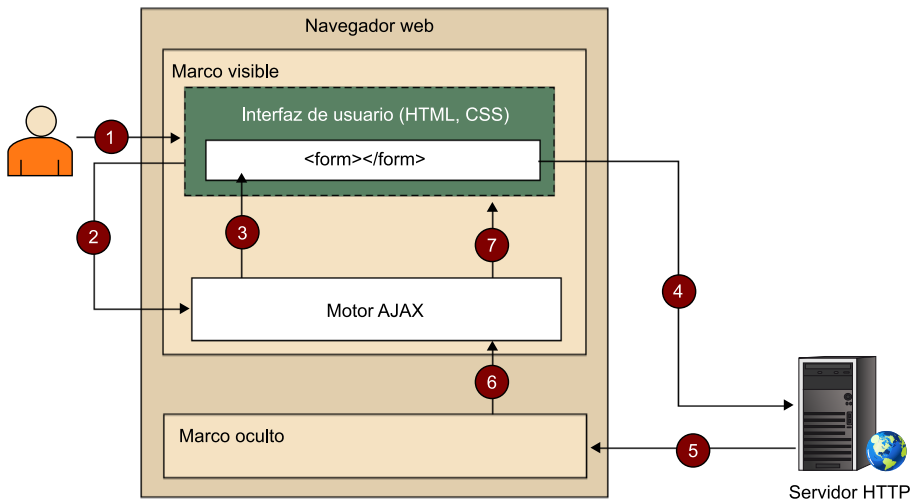 Navegador web
Marco visible
Interfaz de usuario (HTML, CSS)
1
<form></form>
2
3
7
4
Motor AJAX
6
Marco oculto
5
Servidor HTTP